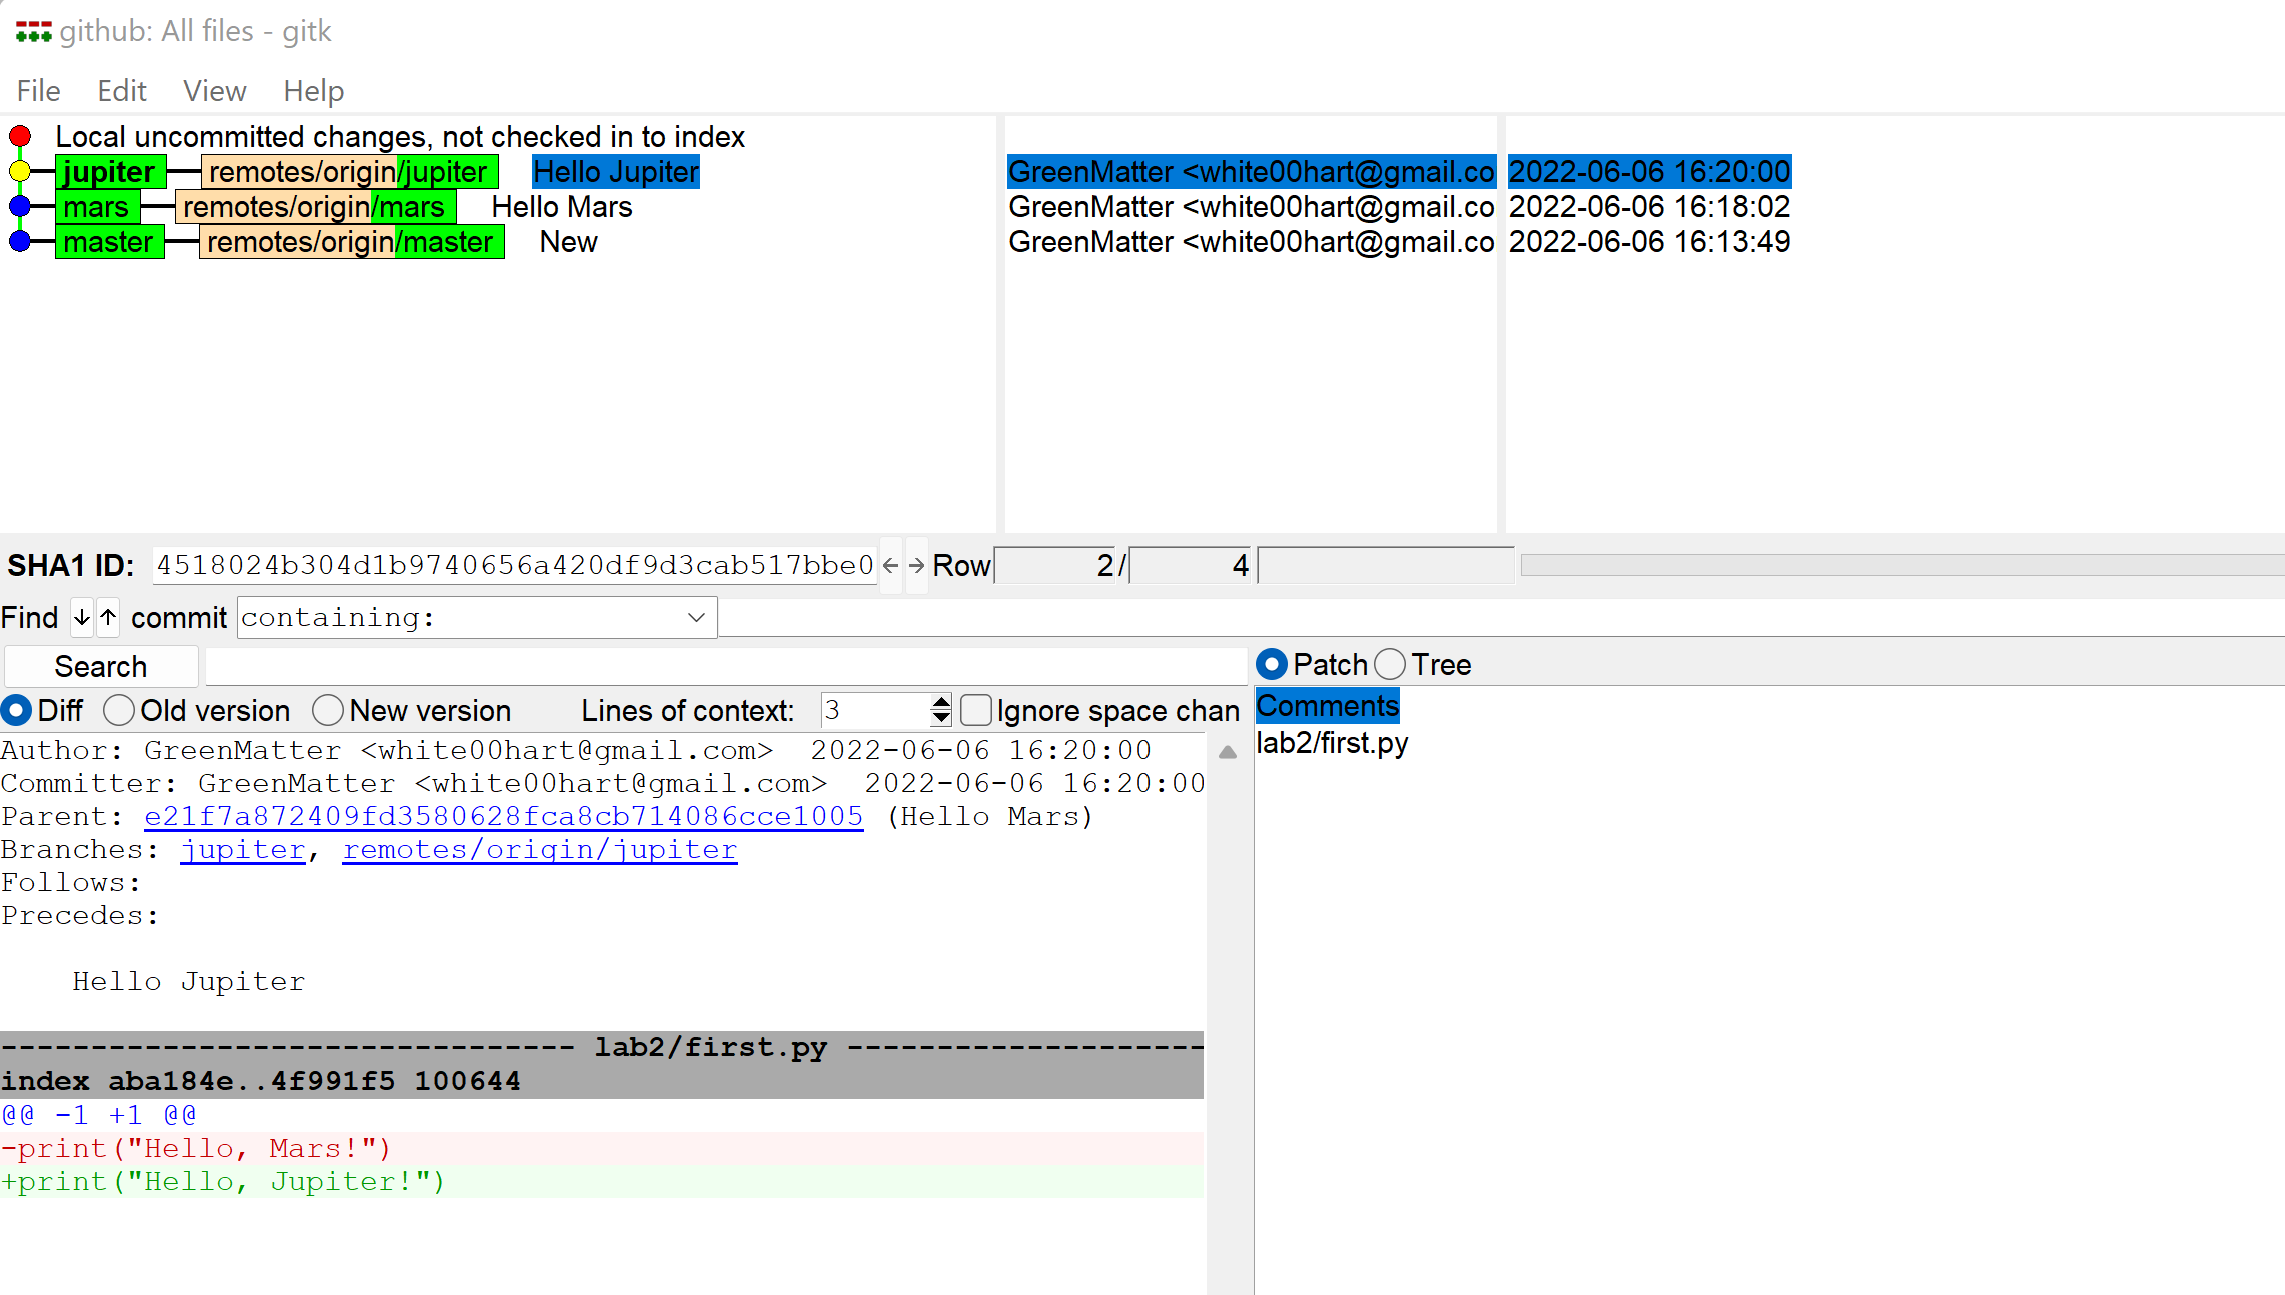 github: All files - gitk
File Edit View Help
Local uncommitted changes, not checked in to index
jupiter remotes/origin/jupiter Hello Jupiter GreenMatter <white00hart@gmail.co 2022-06-06 16:20:00
mars remotes/origin/mars Hello Mars GreenMatter <white00hart@gmail.co 2022-06-06 16:18:02
master remotes/origin/master New GreenMatter <white00hart@gmail.co 2022-06-06 16:13:49
SHA1 ID: 4518024b304d1b9740656a420df9d3cab517bbe0 ← → Row 2 / 4
Find ↓ ↑ commit containing:
Search
Patch Tree
Diff Old version New version Lines of context: 3 Ignore space chan
Comments
lab2/first.py
Author: GreenMatter <white00hart@gmail.com>  2022-06-06 16:20:00
Committer: GreenMatter <white00hart@gmail.com>  2022-06-06 16:20:00
Parent: e21f7a872409fd3580628fca8cb714086cce1005 (Hello Mars)
Branches: jupiter, remotes/origin/jupiter
Follows:
Precedes:
Hello Jupiter
-------------------------------- lab2/first.py --------------------
index aba184e..4f991f5 100644
@@ -1 +1 @@
-print("Hello, Mars!")
+print("Hello, Jupiter!")